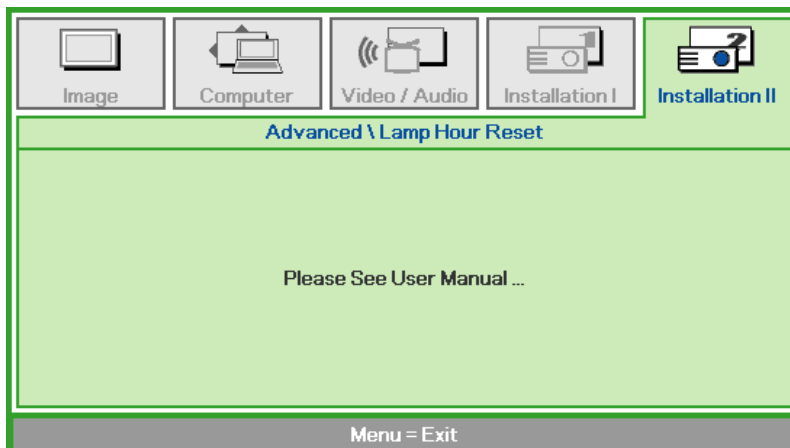 Image
Computer
Video / Audio
Installation I
Installation II
Advanced \ Lamp Hour Reset
Please See User Manual ...
Menu = Exit